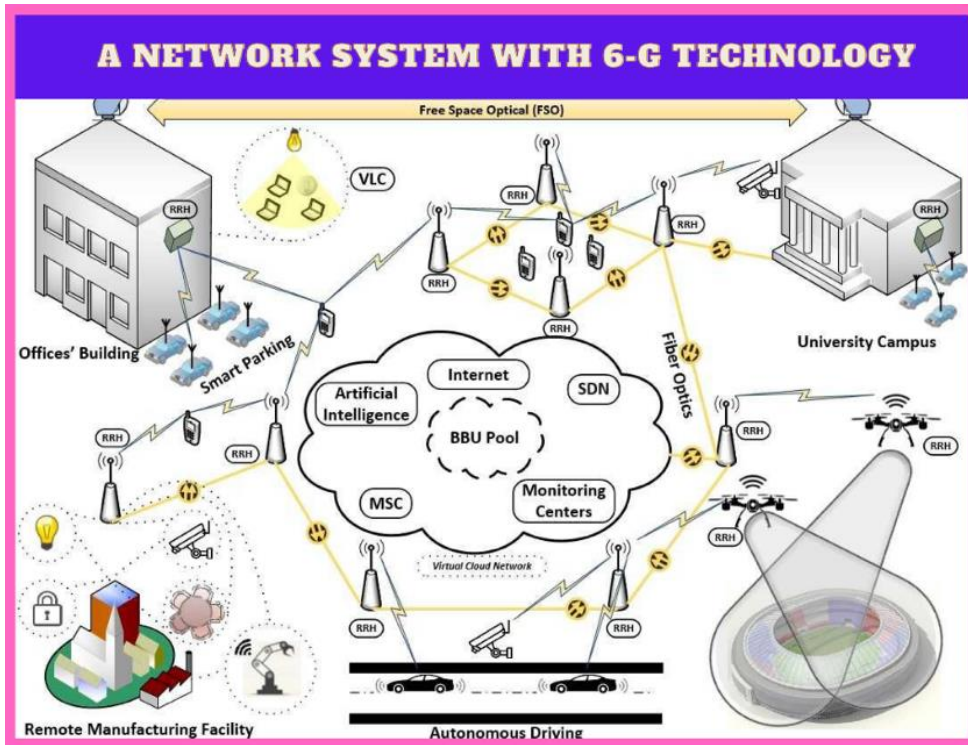 A NETWORK SYSTEM WITH 6-G TECHNOLOGY
Free Space Optical (FSO)
VLC
RRH
RRH
RRH
RRH
RRH
RRH
RRH
Offices' Building
Smart Parking
University Campus
Fiber Optics
Internet
Artificial
Intelligence
SDN
BBU Pool
MSC
Monitoring
Centers
RRH
RRH
RRH
RRH
RRH
Virtual Cloud Network
RRH
RRH
Remote Manufacturing Facility
Autonomous Driving